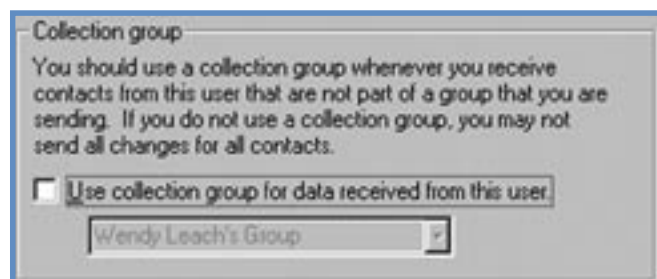 Collection group
You should use a collection group whenever you receive
contacts from this user that are not part of a group that you are
sending. If you do not use a collection group, you may not
send all changes for all contacts.
Use collection group for data received from this user.
Wendy Leach's Group